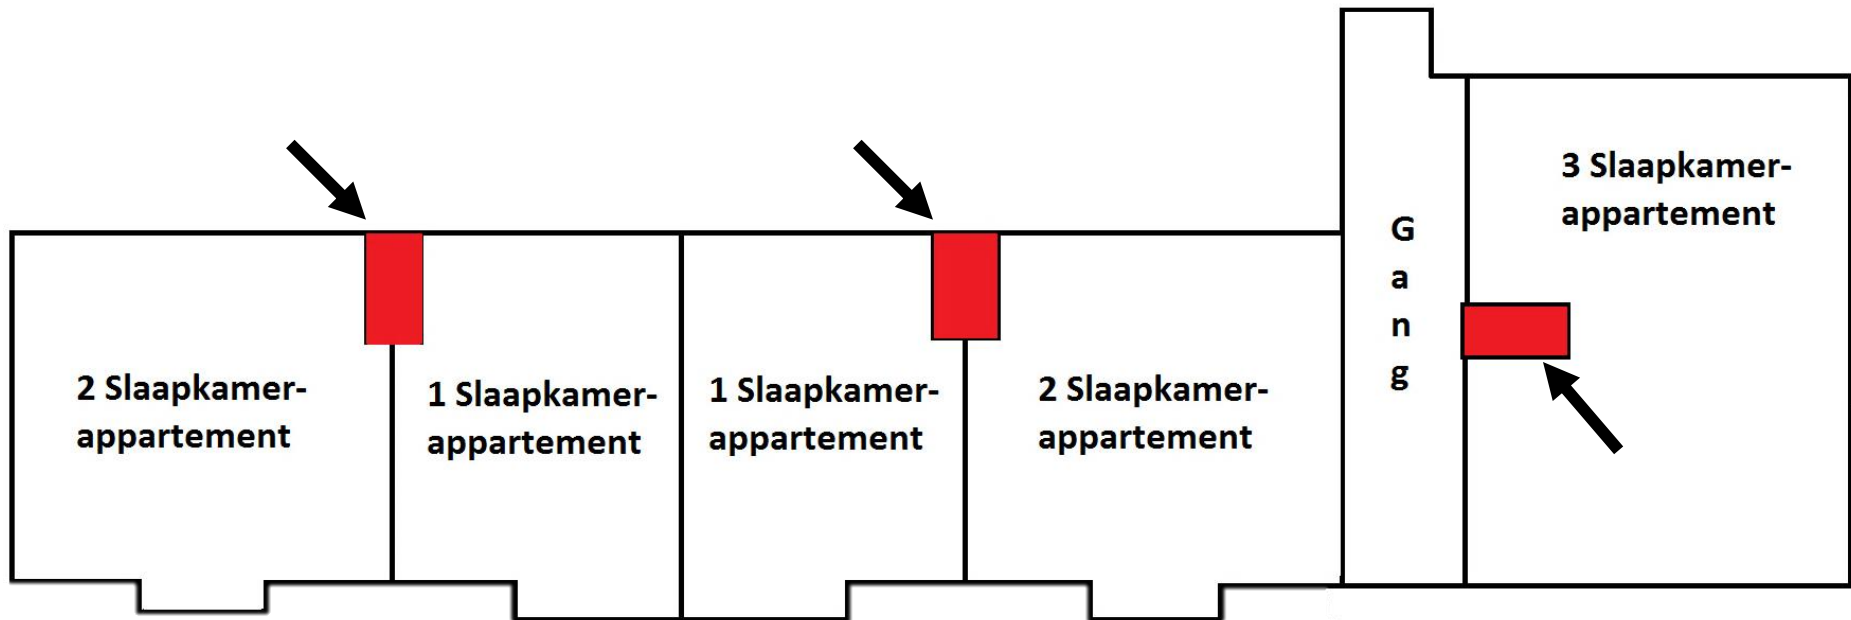 3 Slaapkamer-
appartement
G
a
n
g
2 Slaapkamer-
appartement
1 Slaapkamer-
appartement
1 Slaapkamer-
appartement
2 Slaapkamer-
appartement